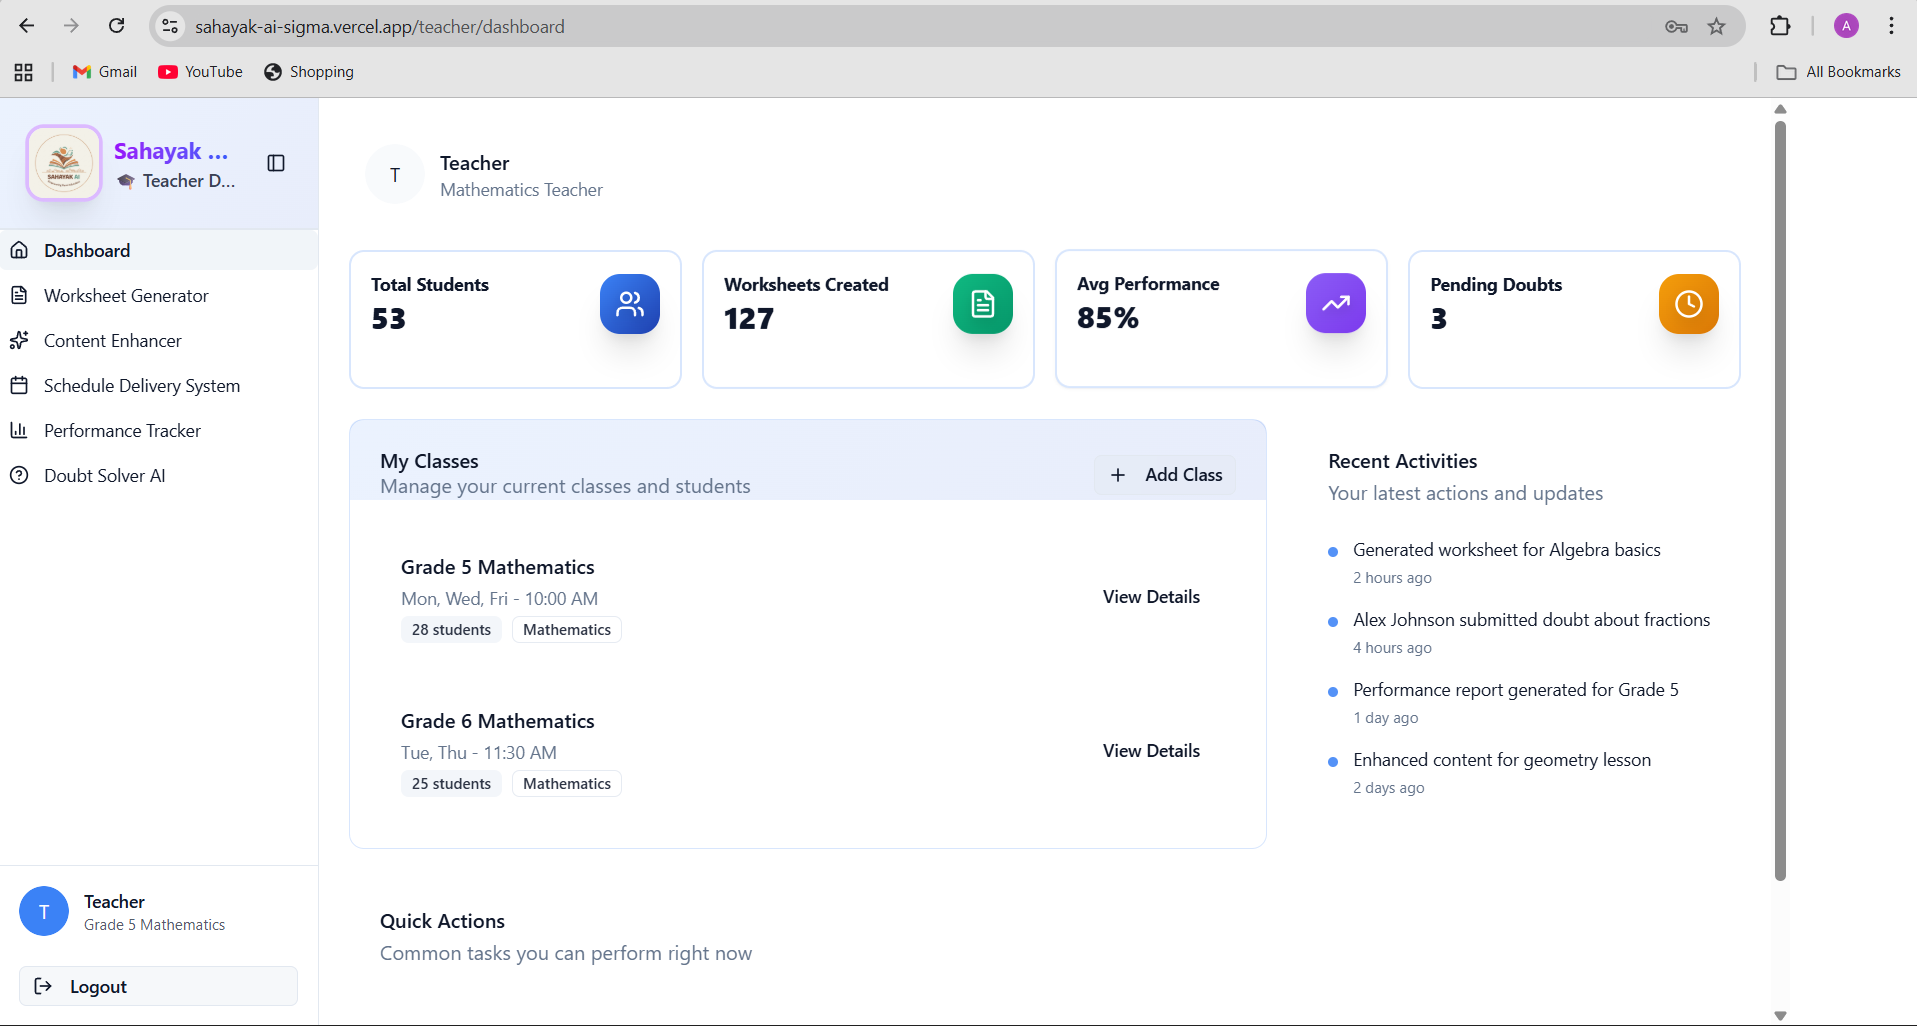 sahayak-ai-sigma.vercel.app/teacher/dashboard
A
Gmail
YouTube
Shopping
All Bookmarks
SAHAYAK AI
Sahayak ...
Teacher D...
Dashboard
Worksheet Generator
Content Enhancer
Schedule Delivery System
Performance Tracker
Doubt Solver AI
T
Teacher
Grade 5 Mathematics
Logout
T
Teacher
Mathematics Teacher
Total Students
53
Worksheets Created
127
Avg Performance
85%
Pending Doubts
3
My Classes
Manage your current classes and students
Add Class
Grade 5 Mathematics
Mon, Wed, Fri - 10:00 AM
28 students
Mathematics
View Details
Grade 6 Mathematics
Tue, Thu - 11:30 AM
25 students
Mathematics
View Details
Recent Activities
Your latest actions and updates
Generated worksheet for Algebra basics
2 hours ago
Alex Johnson submitted doubt about fractions
4 hours ago
Performance report generated for Grade 5
1 day ago
Enhanced content for geometry lesson
2 days ago
Quick Actions
Common tasks you can perform right now